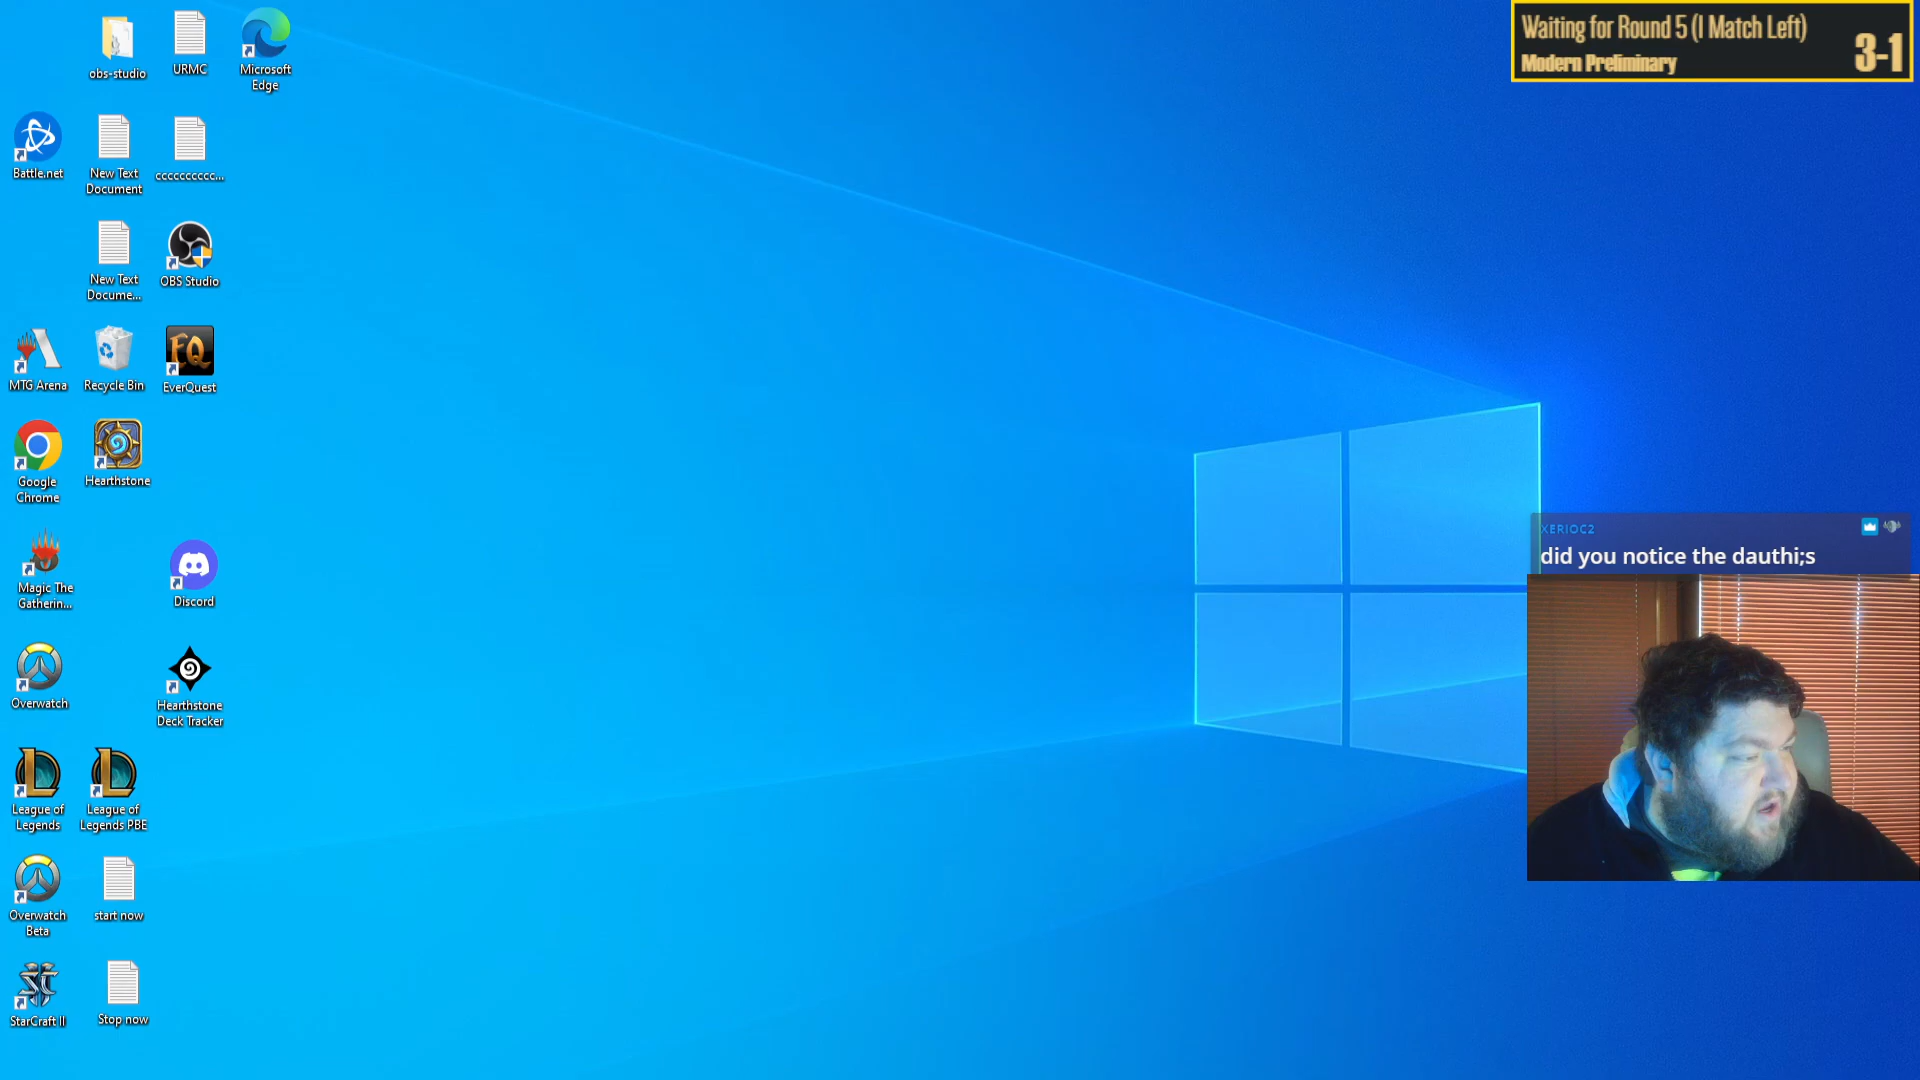 obs-studio
URMC
Microsoft
Edge
Battle.net
New Text
Document
cccccccccc...
New Text
Docume...
OBS Studio
MTG Arena
Recycle Bin
EQ
EverQuest
Google
Chrome
Hearthstone
Magic The
Gatherin...
Discord
Overwatch
Hearthstone
Deck Tracker
League of
Legends
League of
Legends PBE
Overwatch
Beta
start now
StarCraft II
Stop now
Waiting for Round 5 (1 Match Left)
Modern Preliminary
3-1
XERIOC2
did you notice the dauthi;s